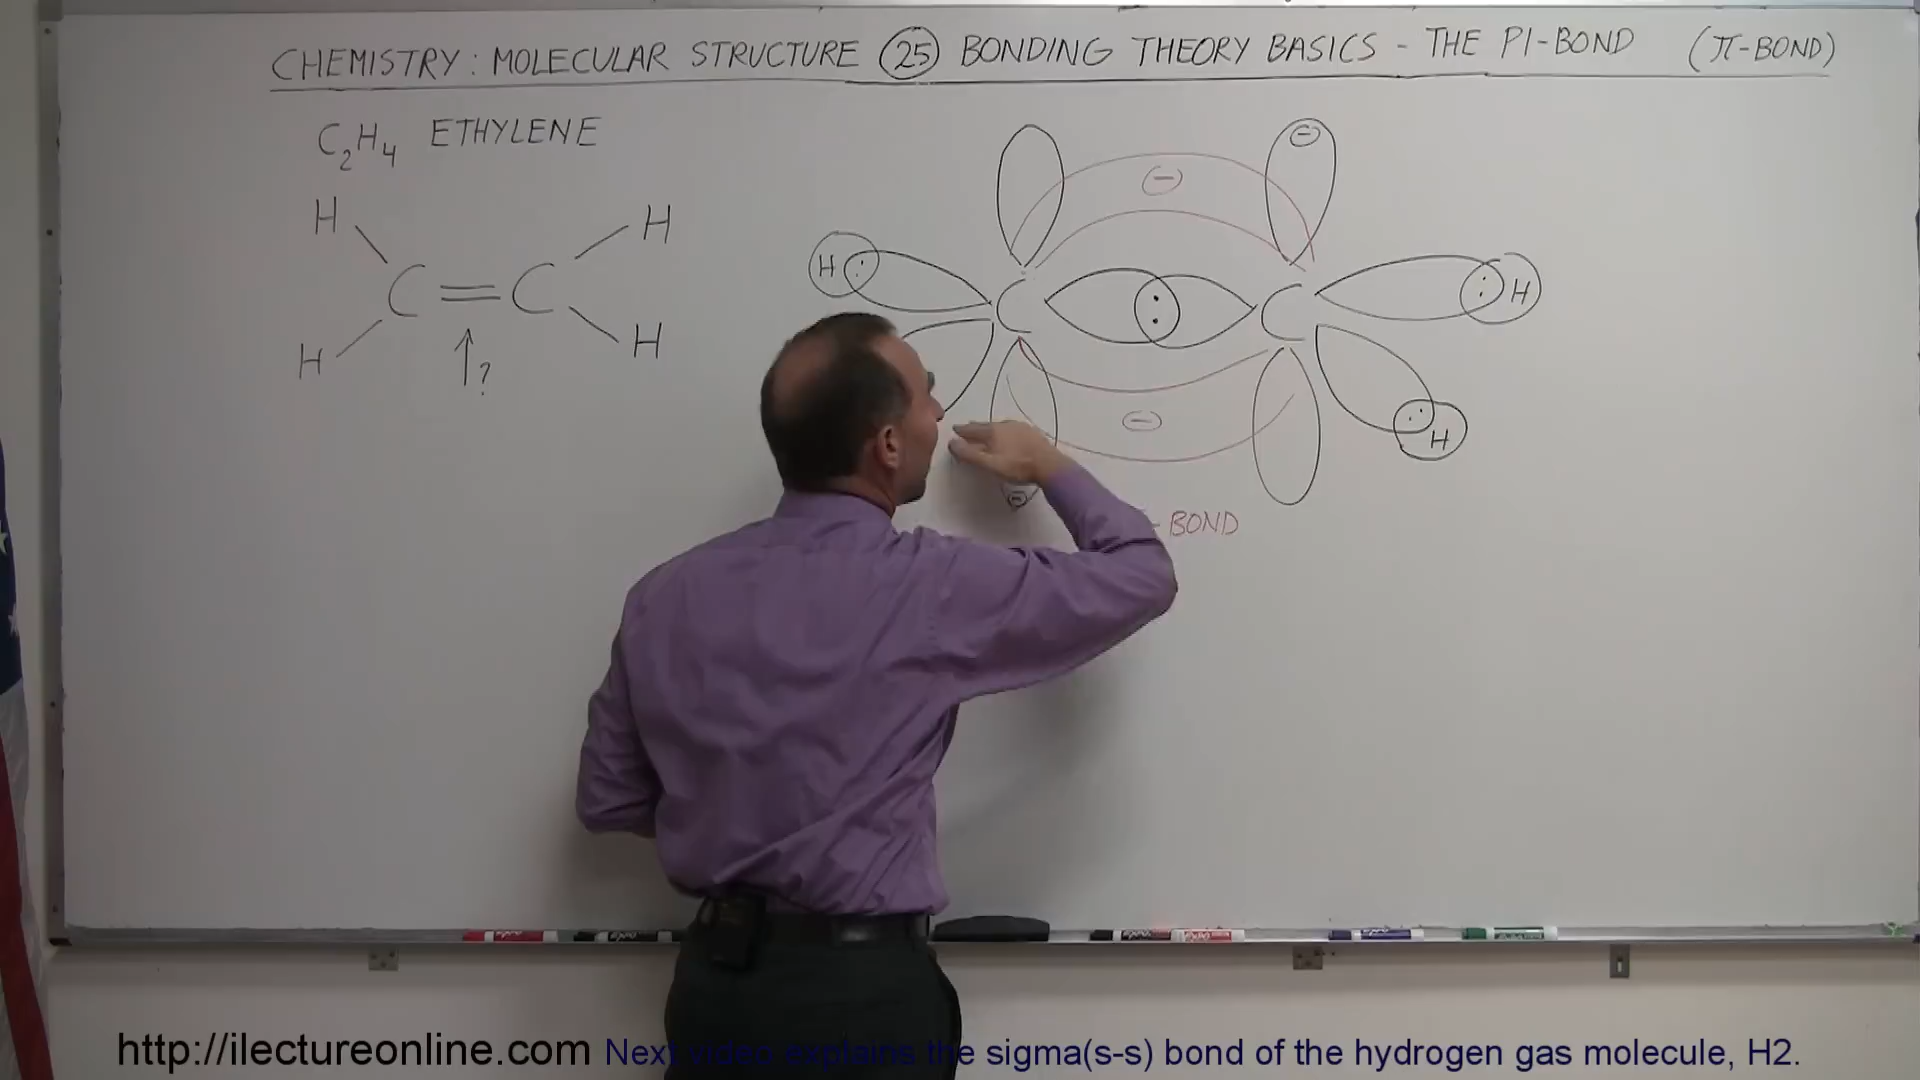 CHEMISTRY: MOLECULAR STRUCTURE 25 BONDING THEORY BASICS - THE PI-BOND (π-BOND)
C2H4 ETHYLENE
H H
C=C
H H
↑?
⊖
⊖
H : C : C : H
⊖
: H
⊖
- BOND
http://ilectureonline.com Next video explains the sigma(s-s) bond of the hydrogen gas molecule, H2.